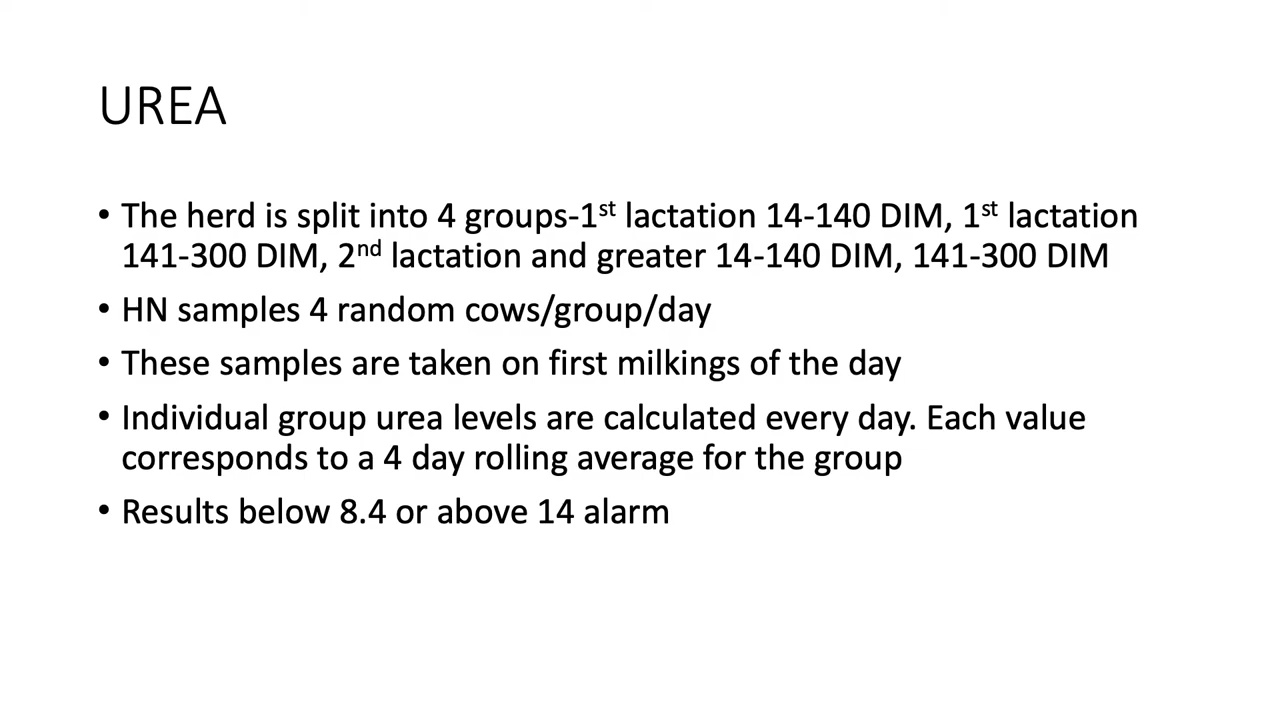 UREA
• The herd is split into 4 groups-1st lactation 14-140 DIM, 1st lactation
141-300 DIM, 2nd lactation and greater 14-140 DIM, 141-300 DIM
• HN samples 4 random cows/group/day
• These samples are taken on first milkings of the day
• Individual group urea levels are calculated every day. Each value
corresponds to a 4 day rolling average for the group
• Results below 8.4 or above 14 alarm